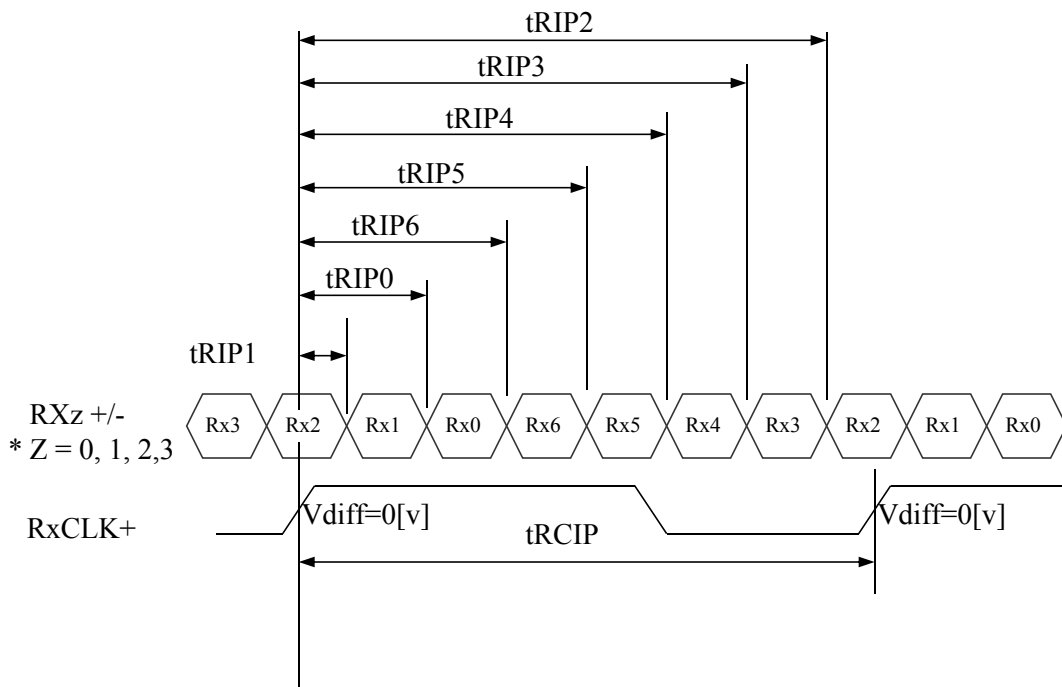 tRIP2
tRIP3
tRIP4
tRIP5
tRIP6
tRIP0
tRIP1
RXz +/-
* Z = 0, 1, 2,3
Rx3 Rx2 Rx1 Rx0 Rx6 Rx5 Rx4 Rx3 Rx2 Rx1 Rx0
RxCLK+
Vdiff=0[v] Vdiff=0[v]
tRCIP